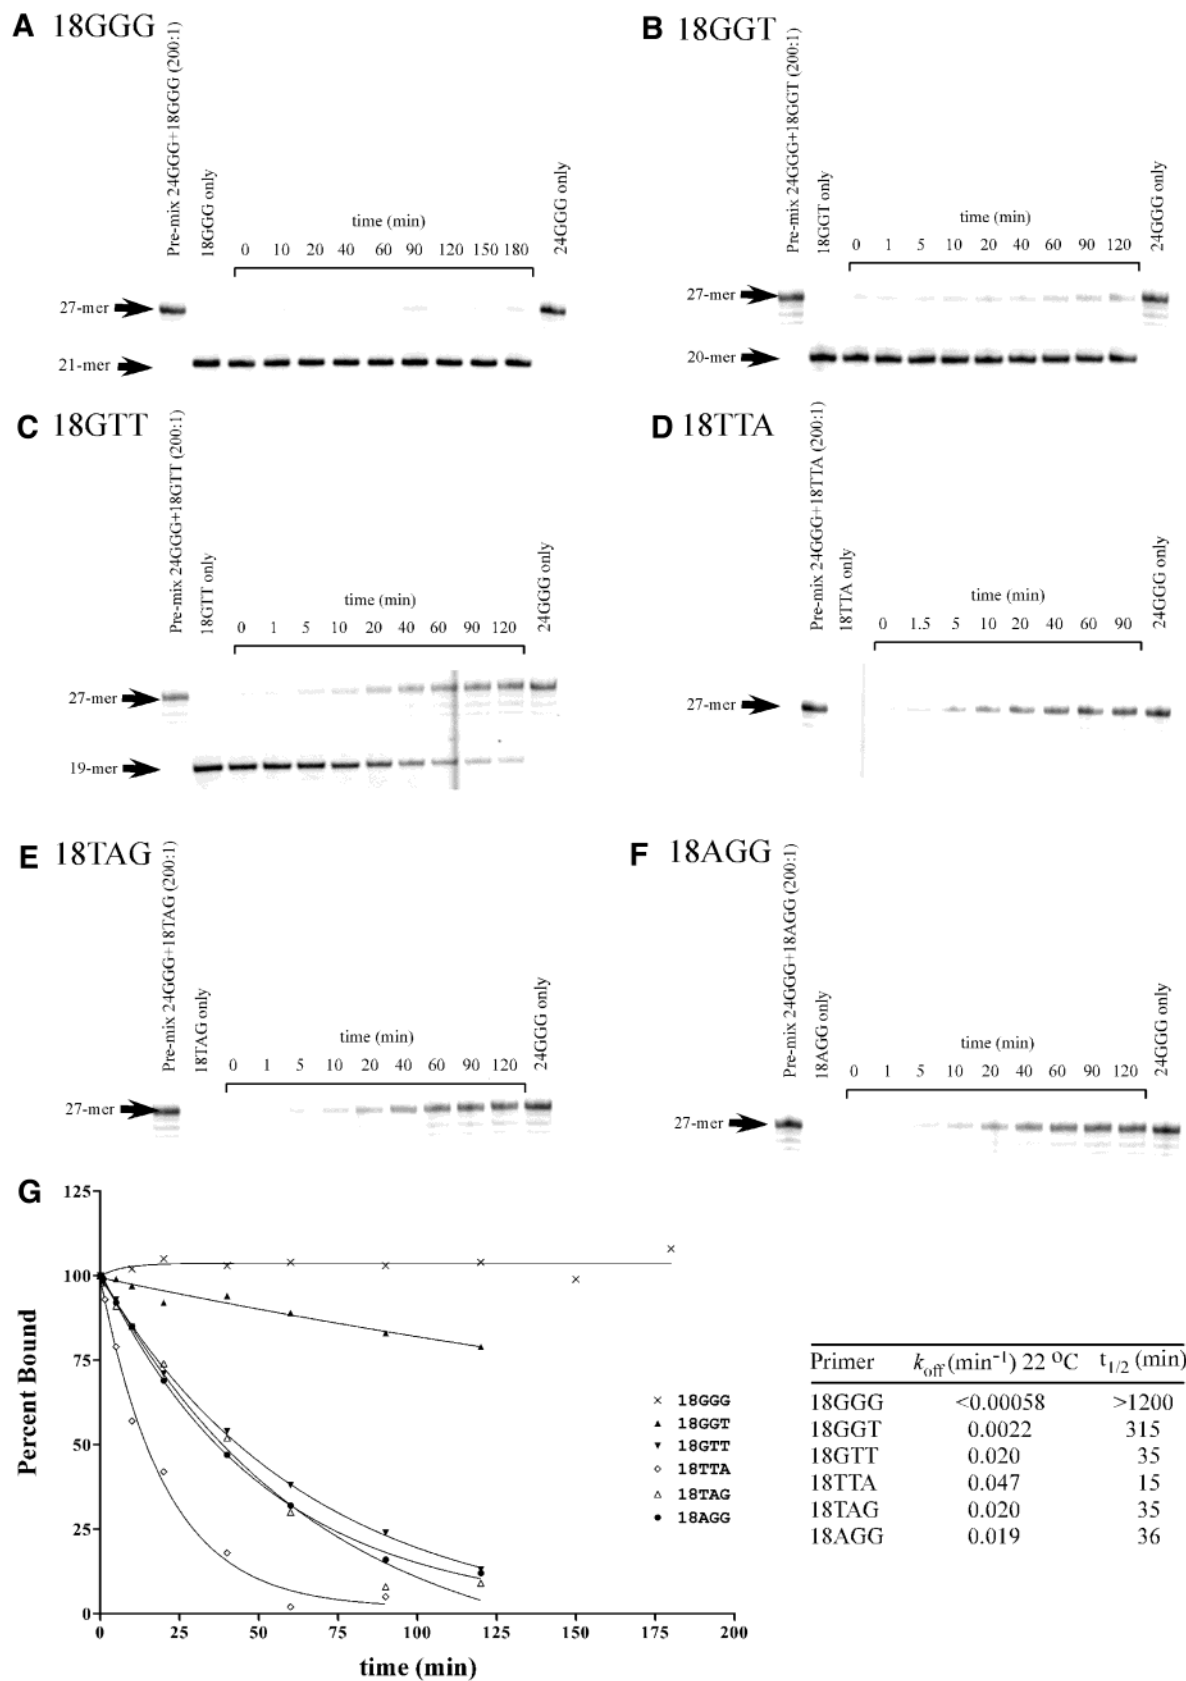 A 18GGG
Pre-mix 24GGG+18GGG (200:1)
18GGG only
time (min)
0 10 20 40 60 90 120 150 180
24GGG only
27-mer
21-mer
B 18GGT
Pre-mix 24GGG+18GGT (200:1)
18GGT only
time (min)
0 1 5 10 20 40 60 90 120
24GGG only
27-mer
20-mer
C 18GTT
Pre-mix 24GGG+18GTT (200:1)
18GTT only
time (min)
0 1 5 10 20 40 60 90 120
24GGG only
27-mer
19-mer
D 18TTA
Pre-mix 24GGG+18TTA (200:1)
18TTA only
time (min)
0 1.5 5 10 20 40 60 90
24GGG only
27-mer
E 18TAG
Pre-mix 24GGG+18TAG (200:1)
18TAG only
time (min)
0 1 5 10 20 40 60 90 120
24GGG only
27-mer
F 18AGG
Pre-mix 24GGG+18AGG (200:1)
18AGG only
time (min)
0 1 5 10 20 40 60 90 120
24GGG only
27-mer
G
Percent Bound
125
100
75
50
25
0
0 25 50 75 100 125 150 175 200
time (min)
18GGG
18GGT
18GTT
18TTA
18TAG
18AGG
Primer koff (min⁻¹) 22 °C t1/2 (min)
18GGG <0.00058 >1200
18GGT 0.0022 315
18GTT 0.020 35
18TTA 0.047 15
18TAG 0.020 35
18AGG 0.019 36